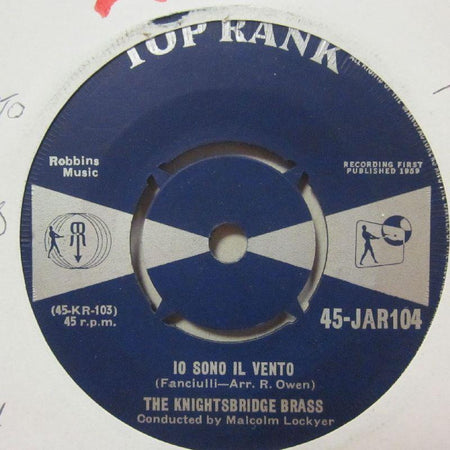 TOP RANK
Robbins
Music
RECORDING FIRST
PUBLISHED 1959
(45-KR-103)
45 r.p.m.
45-JAR104
IO SONO IL VENTO
(Fanciulli—Arr. R. Owen)
THE KNIGHTSBRIDGE BRASS
Conducted by Malcolm Lockyer